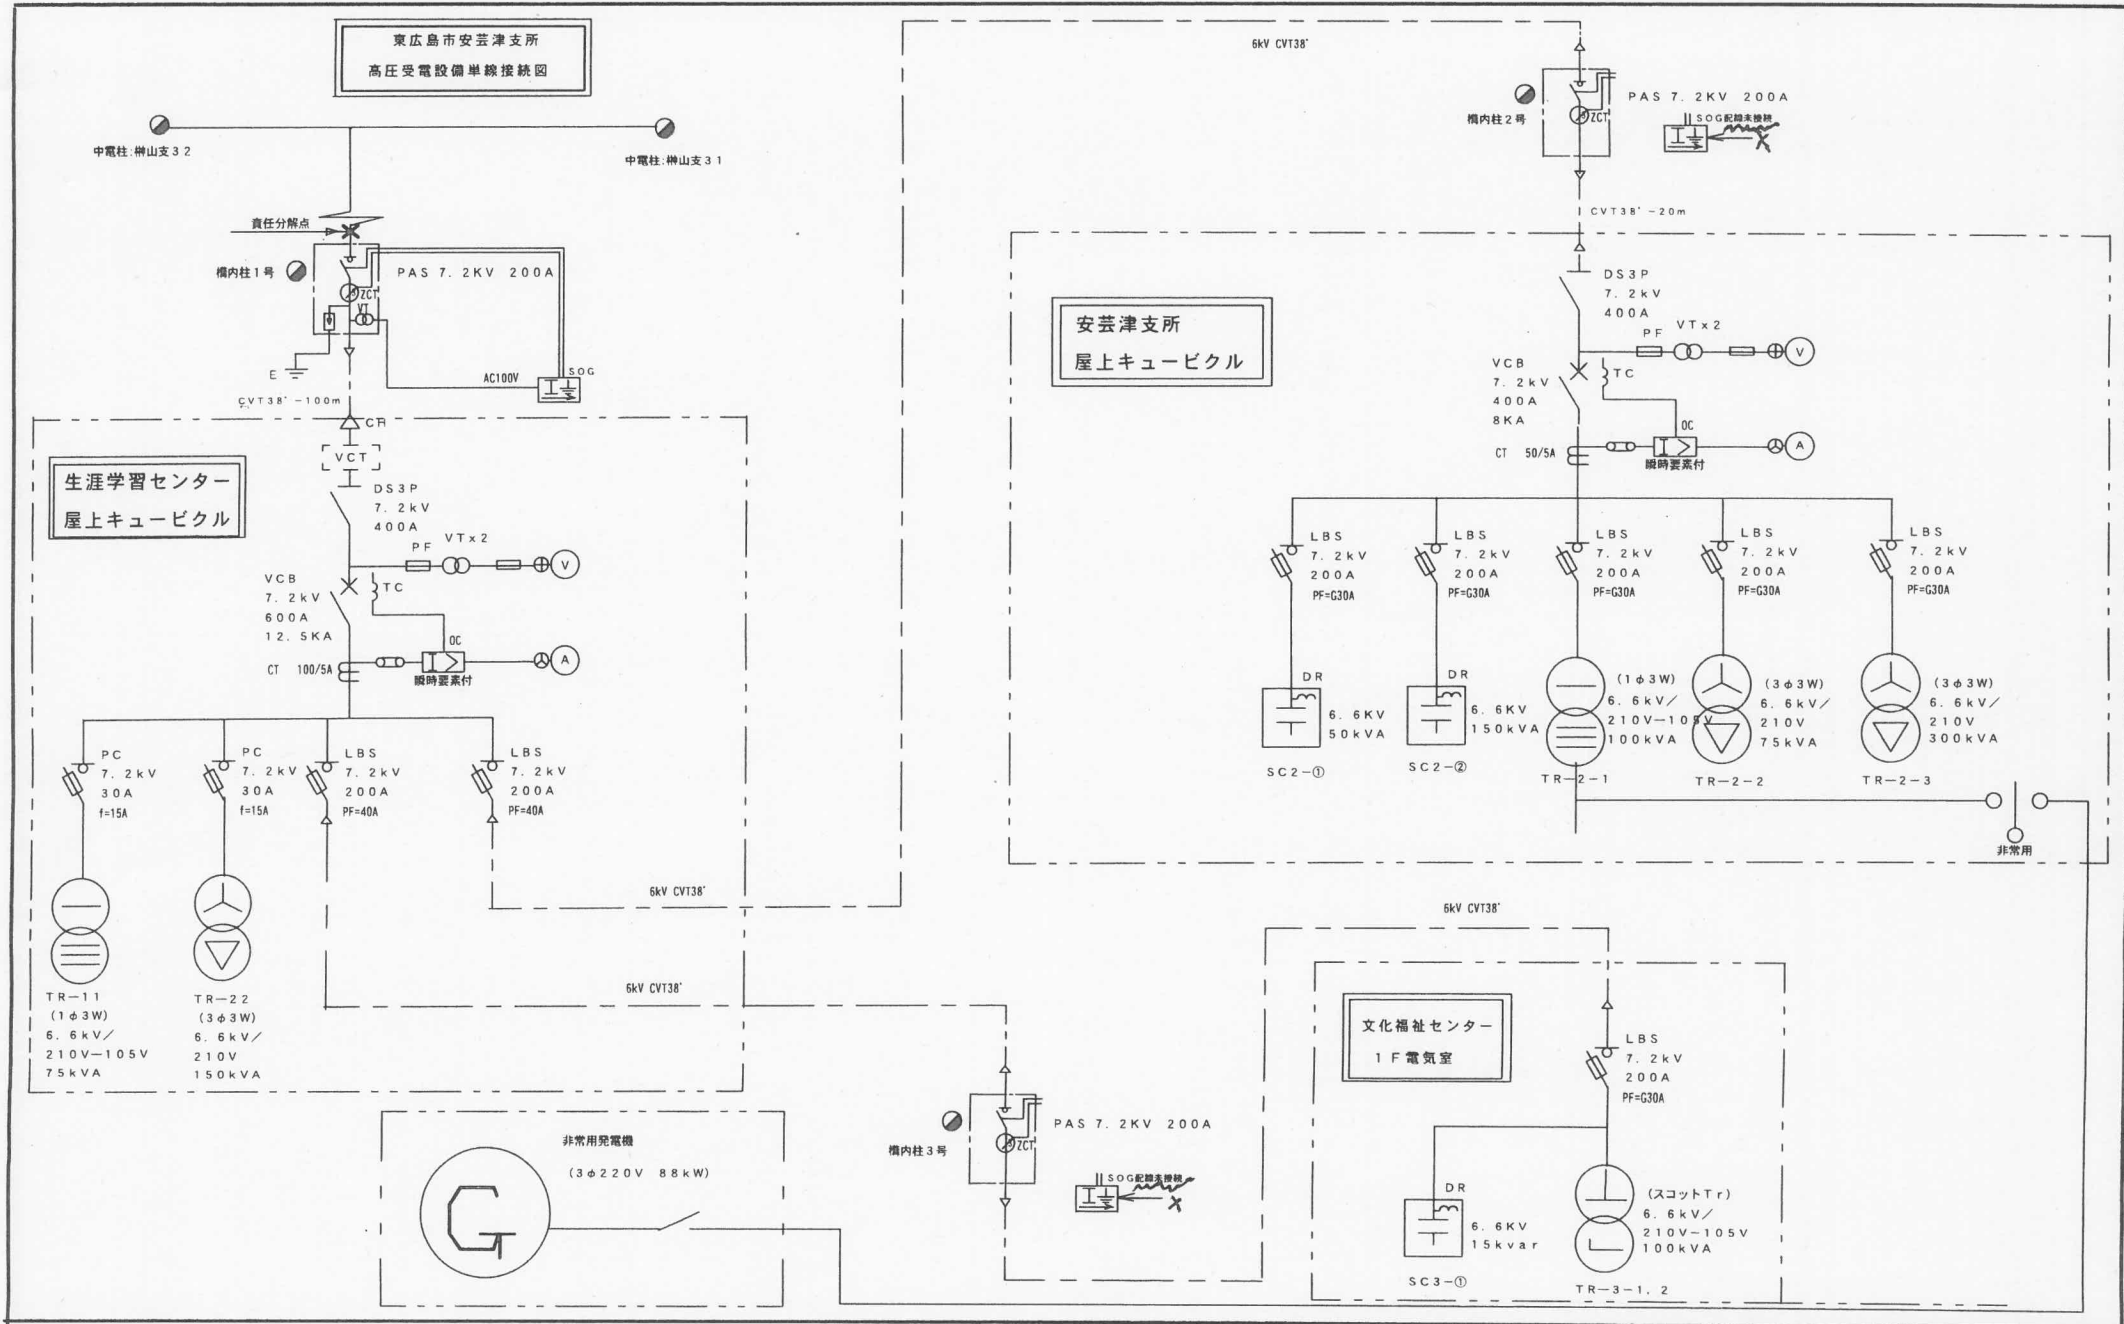 東広島市安芸津支所
高圧受電設備単線接続図
中電柱:榊山支32
中電柱:榊山支31
責任分解点
構内柱1号
PAS 7.2KV 200A
ZCT
VT
E
AC100V
SOG
CVT38°-100m
CH
VCT
生涯学習センター
屋上キュービクル
DS3P
7.2kV
400A
PF
VTx2
V
VCB
7.2kV
600A
12.5KA
TC
OC
CT 100/5A
A
瞬時要素付
PC
7.2kV
30A
f=15A
PC
7.2kV
30A
f=15A
LBS
7.2kV
200A
PF=40A
LBS
7.2kV
200A
PF=40A
TR-11
(1φ3W)
6.6kV/
210V-105V
75kVA
TR-22
(3φ3W)
6.6kV/
210V
150kVA
6kV CVT38°
6kV CVT38°
6kV CVT38°
構内柱2号
PAS 7.2KV 200A
ZCT
SOG配線未接続
CVT38°-20m
安芸津支所
屋上キュービクル
DS3P
7.2kV
400A
PF
VTx2
V
VCB
7.2kV
400A
8KA
TC
OC
CT 50/5A
A
瞬時要素付
LBS
7.2kV
200A
PF=G30A
LBS
7.2kV
200A
PF=G30A
LBS
7.2kV
200A
PF=G30A
LBS
7.2kV
200A
PF=G30A
LBS
7.2kV
200A
PF=G30A
DR
6.6KV
50kVA
SC2-①
DR
6.6KV
150kVA
SC2-②
(1φ3W)
6.6kV/
210V-105V
100kVA
TR-2-1
(3φ3W)
6.6kV/
210V
75kVA
TR-2-2
(3φ3W)
6.6kV/
210V
300kVA
TR-2-3
非常用
非常用発電機
(3φ220V 88kW)
G
構内柱3号
PAS 7.2KV 200A
ZCT
SOG配線未接続
6kV CVT38°
文化福祉センター
1F電気室
LBS
7.2kV
200A
PF=G30A
DR
6.6KV
15kvar
SC3-①
(スコットTr)
6.6kV/
210V-105V
100kVA
TR-3-1,2